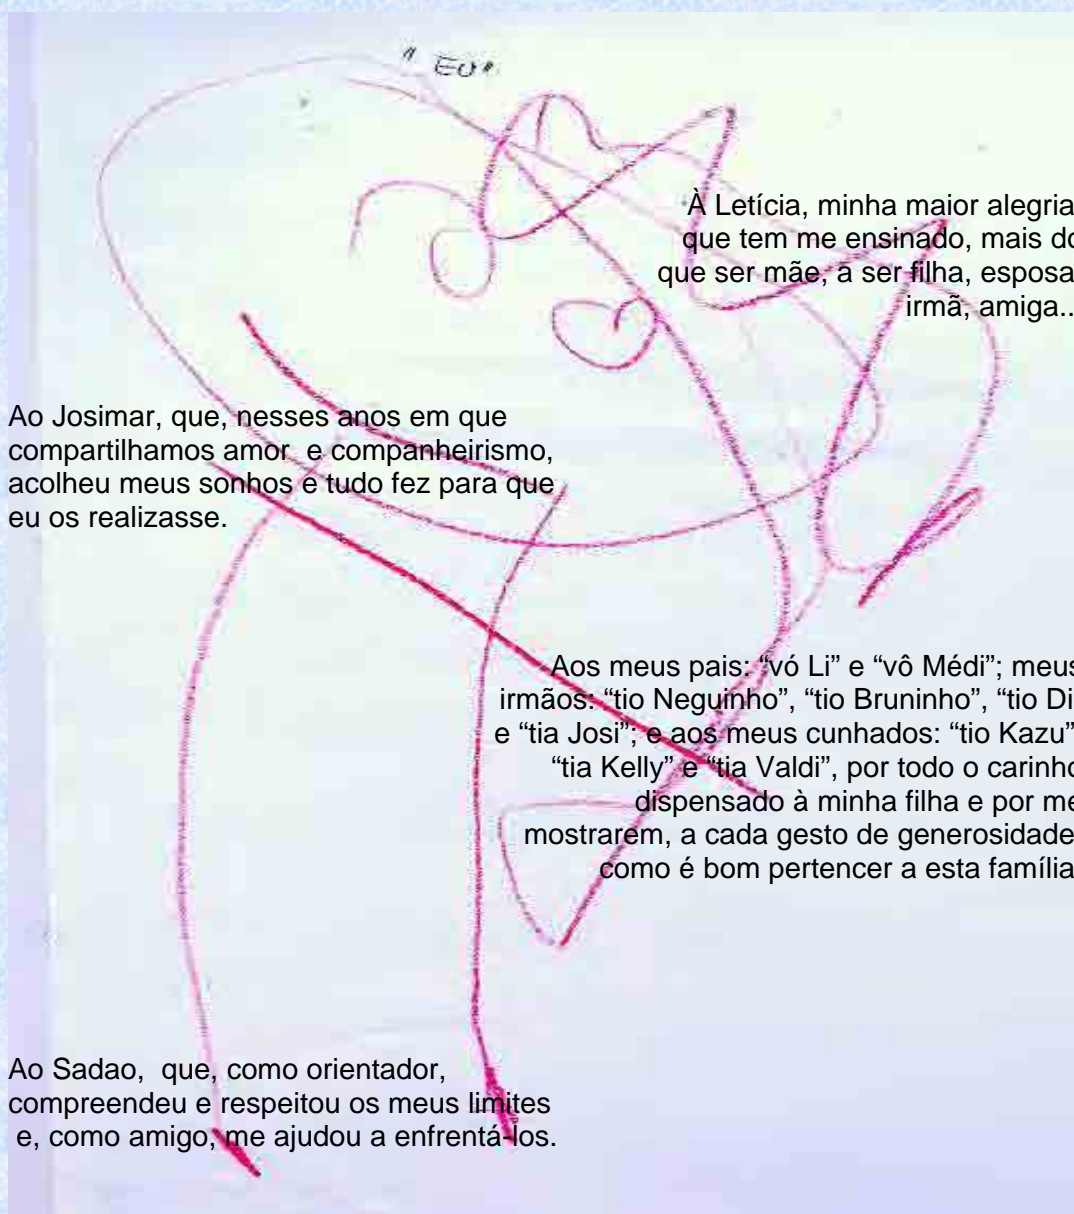 " EU"
À Letícia, minha maior alegria
que tem me ensinado, mais do
que ser mãe, a ser filha, esposa
irmã, amiga..
Ao Josimar, que, nesses anos em que
compartilhamos amor e companheirismo,
acolheu meus sonhos e tudo fez para que
eu os realizasse.
Aos meus pais: “vó Li” e “vô Médi”; meus
irmãos: “tio Neguinho”, “tio Bruninho”, “tio Di
e “tia Josi”; e aos meus cunhados: “tio Kazu”
“tia Kelly” e “tia Valdi”, por todo o carinho
dispensado à minha filha e por me
mostrarem, a cada gesto de generosidade
como é bom pertencer a esta família
Ao Sadao, que, como orientador,
compreendeu e respeitou os meus limites
e, como amigo, me ajudou a enfrentá-los.